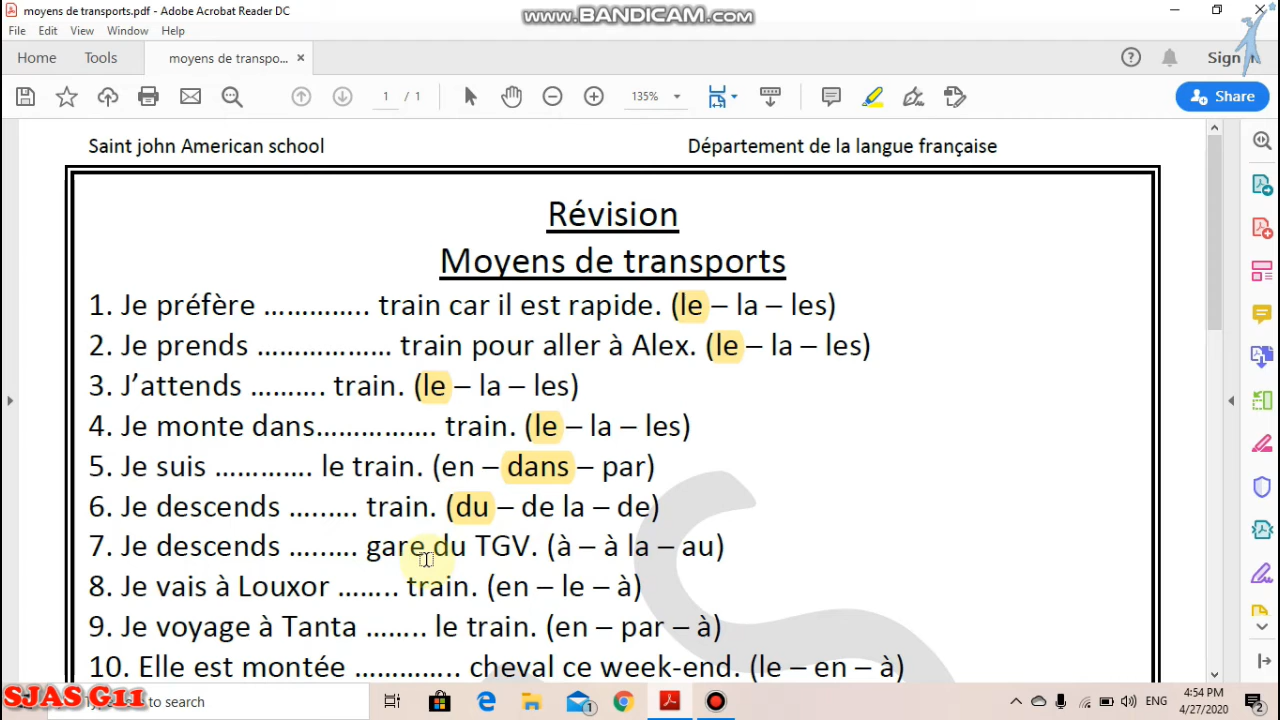 moyens de transports.pdf - Adobe Acrobat Reader DC
www.BANDICAM.com
File Edit View Window Help
Home Tools moyens de transpo... × Sign
1 / 1 135% Share
Saint john American school Département de la langue française
Révision
Moyens de transports
1. Je préfère ………….. train car il est rapide. (le – la – les)
2. Je prends ……………… train pour aller à Alex. (le – la – les)
3. J’attends ………. train. (le – la – les)
4. Je monte dans……………. train. (le – la – les)
5. Je suis …………. le train. (en – dans – par)
6. Je descends ……... train. (du – de la – de)
7. Je descends ……... gare du TGV. (à – à la – au)
8. Je vais à Louxor …….. train. (en – le – à)
9. Je voyage à Tanta …….. le train. (en – par – à)
10. Elle est montée ………….. cheval ce week-end. (le – en – à)
SJAS G11 here to search
1
ENG
4:54 PM
4/27/2020
2